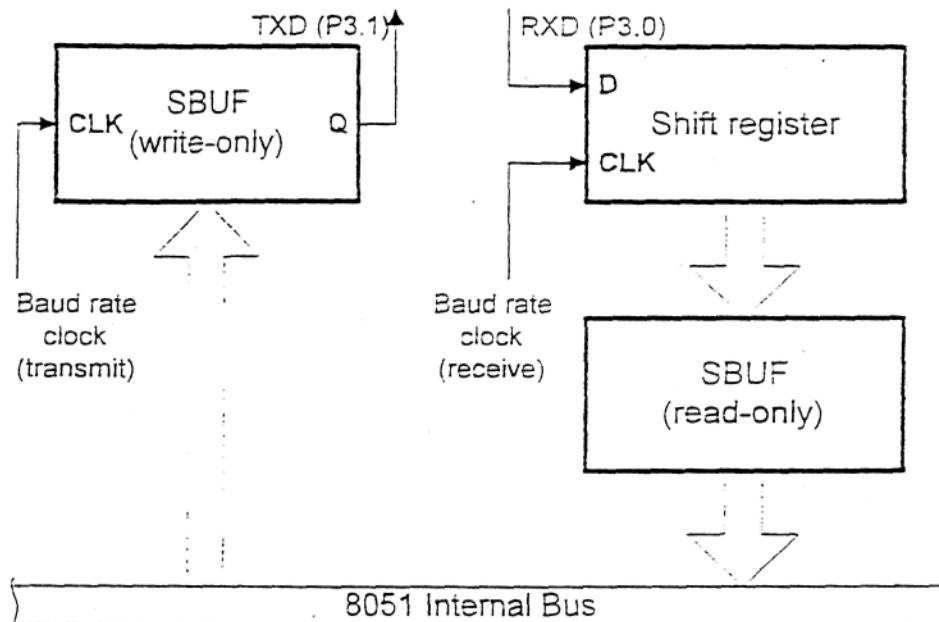 TXD (P3.1)
RXD (P3.0)
SBUF
(write-only)
CLK
Q
D
CLK
Shift register
Baud rate
clock
(transmit)
Baud rate
clock
(receive)
SBUF
(read-only)
8051 Internal Bus